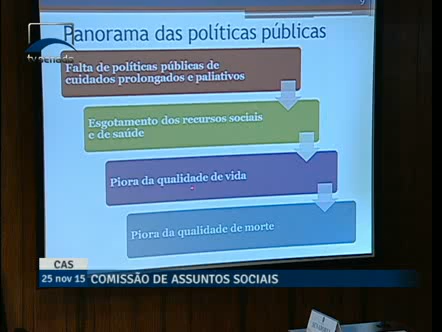 9
Panorama das políticas públicas
tv senado
Falta de políticas públicas de
cuidados prolongados e paliativos
Esgotamento dos recursos sociais
e de saúde
Piora da qualidade de vida
Piora da qualidade de morte
CAS
25 nov 15 COMISSÃO DE ASSUNTOS SOCIAIS